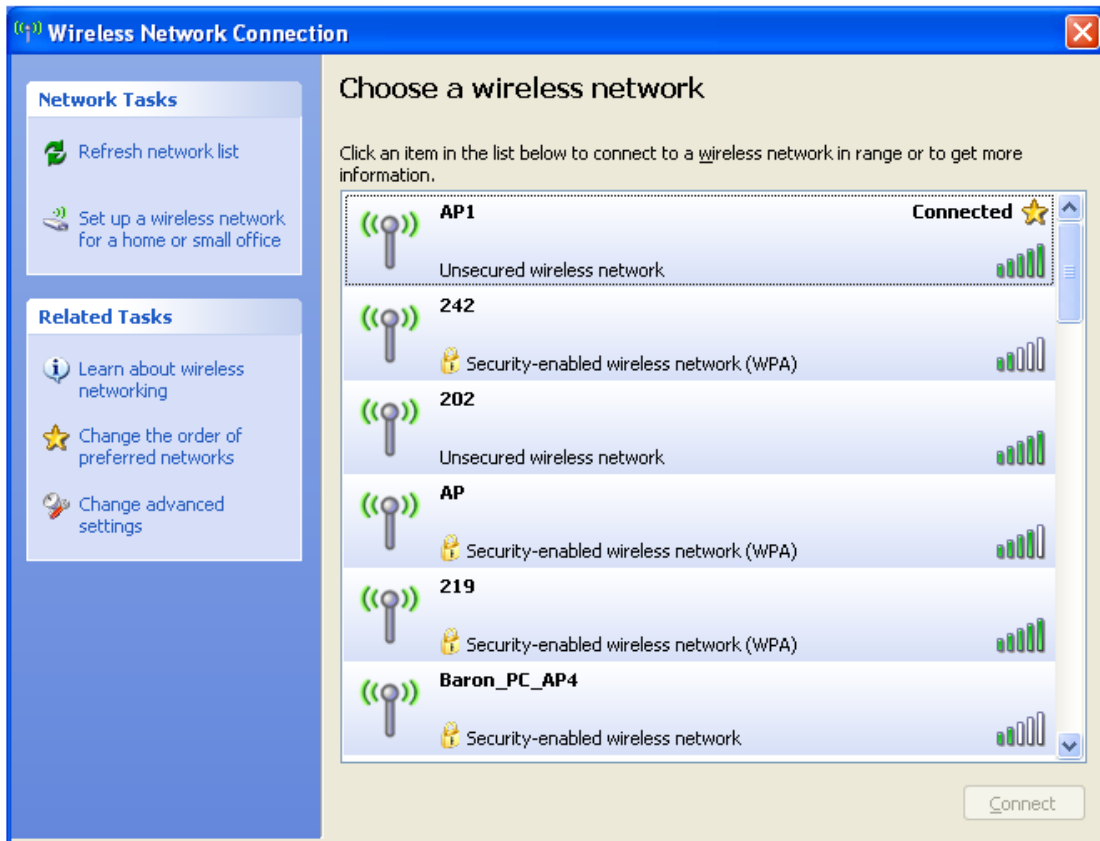 Wireless Network Connection
Network Tasks
Refresh network list
Set up a wireless network
for a home or small office
Related Tasks
Learn about wireless
networking
Change the order of
preferred networks
Change advanced
settings
Choose a wireless network
Click an item in the list below to connect to a wireless network in range or to get more
information.
AP1 Connected
Unsecured wireless network
242
Security-enabled wireless network (WPA)
202
Unsecured wireless network
AP
Security-enabled wireless network (WPA)
219
Security-enabled wireless network (WPA)
Baron_PC_AP4
Security-enabled wireless network
Connect